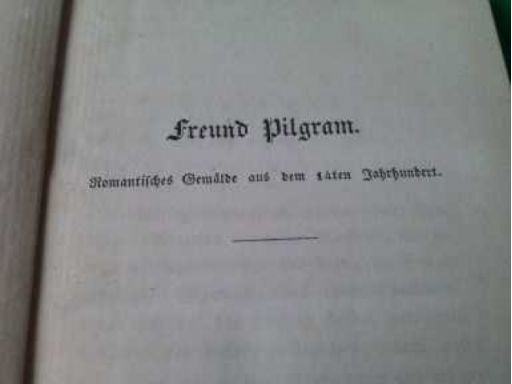 Freund Pilgram.
Romantisches Gemälde aus dem 14ten Jahrhundert.